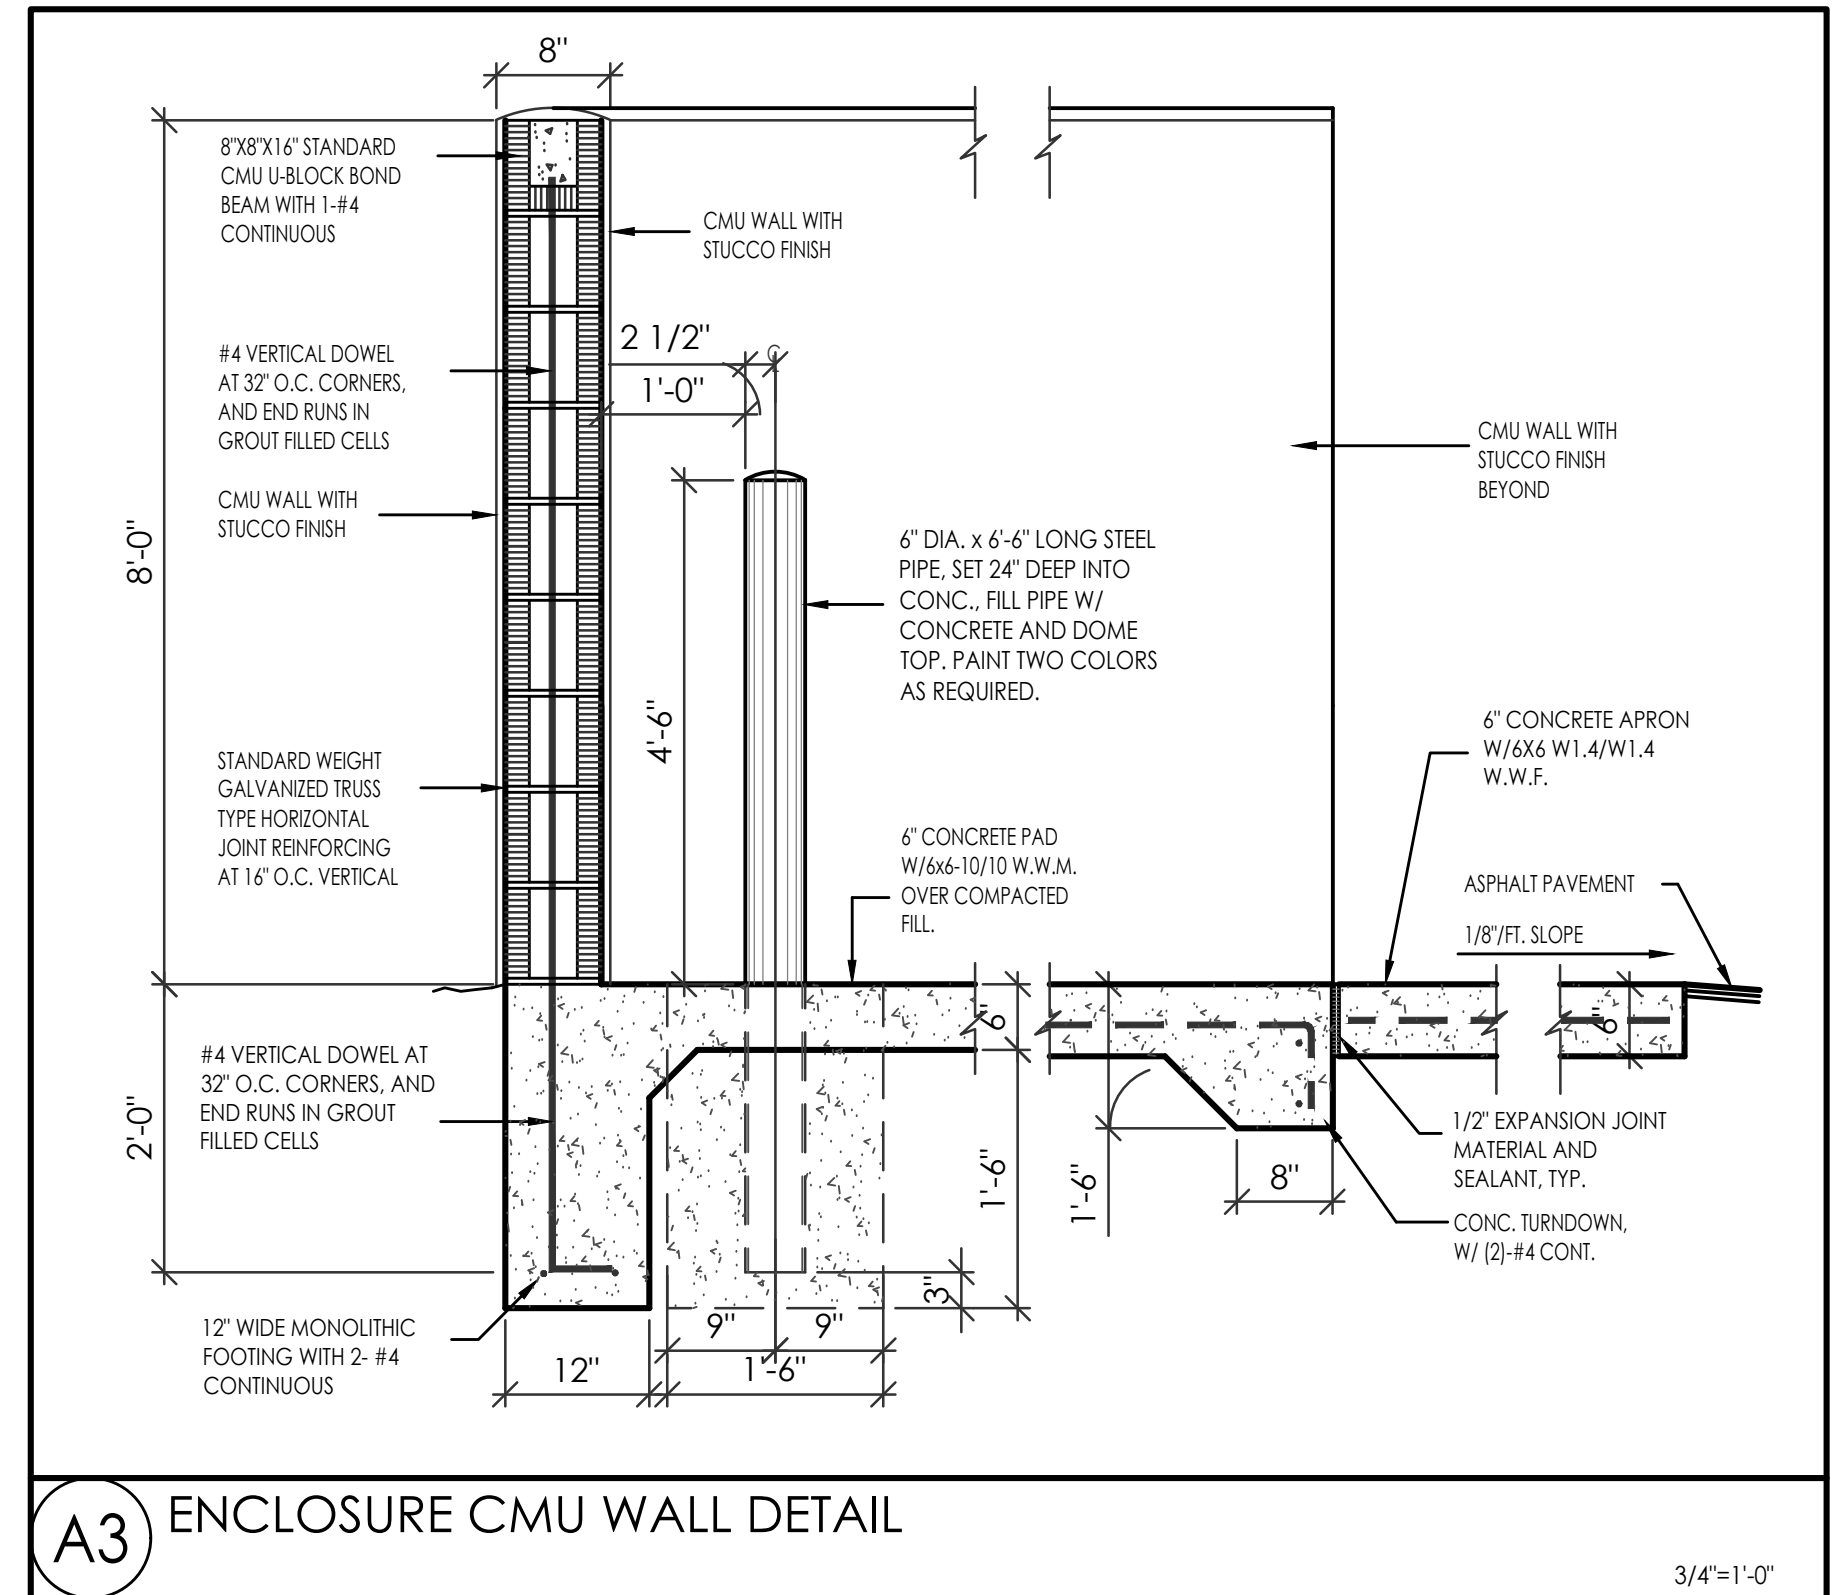 8"
8"X8"X16" STANDARD
CMU U-BLOCK BOND
BEAM WITH 1-#4
CONTINUOUS
CMU WALL WITH
STUCCO FINISH
2 1/2"
1'-0"
#4 VERTICAL DOWEL
AT 32" O.C. CORNERS,
AND END RUNS IN
GROUT FILLED CELLS
CMU WALL WITH
STUCCO FINISH
BEYOND
CMU WALL WITH
STUCCO FINISH
8'-0"
6" DIA. x 6'-6" LONG STEEL
PIPE, SET 24" DEEP INTO
CONC., FILL PIPE W/
CONCRETE AND DOME
TOP. PAINT TWO COLORS
AS REQUIRED.
4'-6"
6" CONCRETE APRON
W/6X6 W1.4/W1.4
W.W.F.
STANDARD WEIGHT
GALVANIZED TRUSS
TYPE HORIZONTAL
JOINT REINFORCING
AT 16" O.C. VERTICAL
6" CONCRETE PAD
W/6x6-10/10 W.W.M.
OVER COMPACTED
FILL.
ASPHALT PAVEMENT
1/8"/FT. SLOPE
6"
6"
#4 VERTICAL DOWEL AT
32" O.C. CORNERS, AND
END RUNS IN GROUT
FILLED CELLS
2'-0"
1'-6"
1'-6"
8"
1/2" EXPANSION JOINT
MATERIAL AND
SEALANT, TYP.
CONC. TURNDOWN,
W/ (2)-#4 CONT.
3"
12" WIDE MONOLITHIC
FOOTING WITH 2- #4
CONTINUOUS
9"
9"
12"
1'-6"
A3
ENCLOSURE CMU WALL DETAIL
3/4"=1'-0"